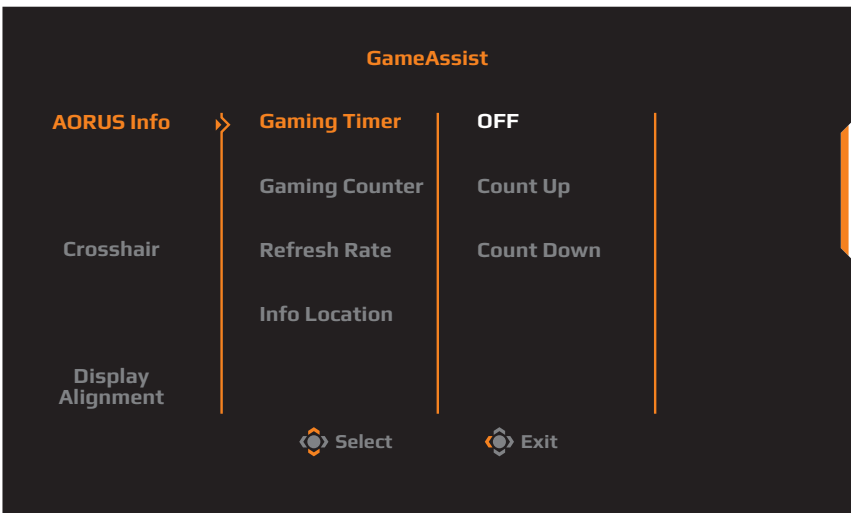 GameAssist
AORUS Info
Gaming Timer
OFF
Gaming Counter
Count Up
Crosshair
Refresh Rate
Count Down
Info Location
Display
Alignment
Select
Exit